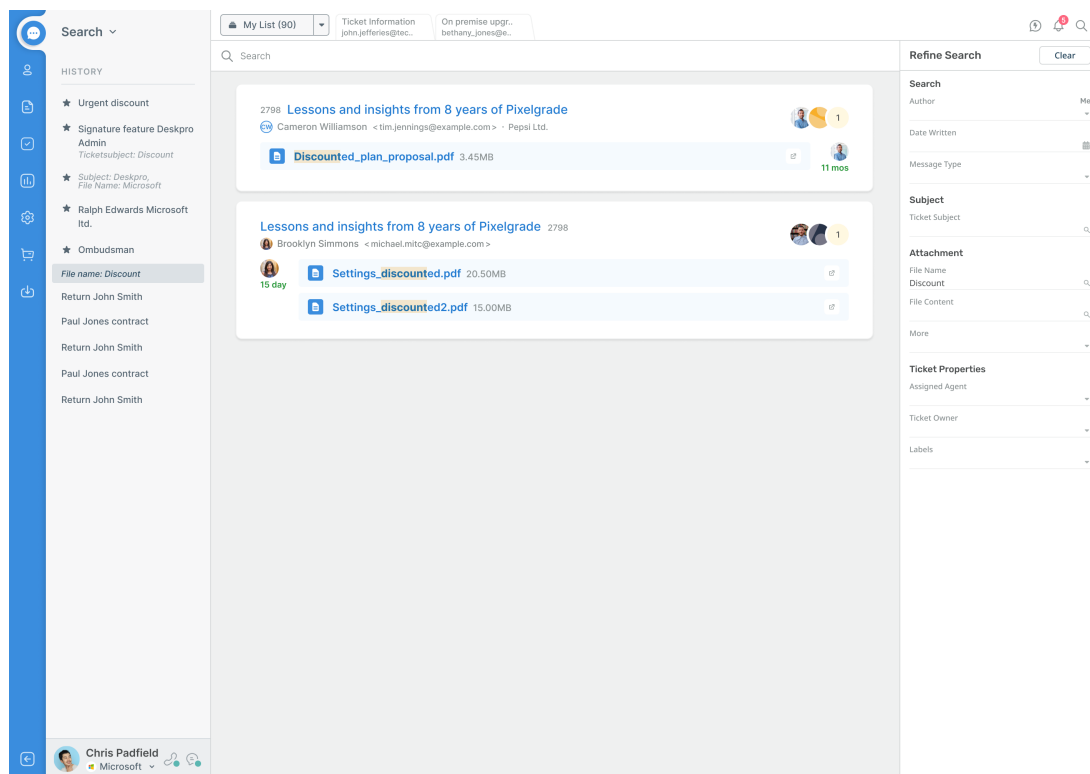 Search
HISTORY
Urgent discount
Signature feature Deskpro
Admin
Ticketsubject: Discount
Subject: Deskpro,
File Name: Microsoft
Ralph Edwards Microsoft
ltd.
Ombudsman
File name: Discount
Return John Smith
Paul Jones contract
Return John Smith
Paul Jones contract
Return John Smith
Chris Padfield
Microsoft
My List (90)
Ticket Information
john.jefferies@tec..
On premise upgr..
bethany_jones@e..
5
Search
2798 Lessons and insights from 8 years of Pixelgrade
CW Cameron Williamson <tim.jennings@example.com> · Pepsi Ltd.
1
Discounted_plan_proposal.pdf 3.45MB
11 mos
Lessons and insights from 8 years of Pixelgrade 2798
Brooklyn Simmons <michael.mitc@example.com>
1
15 day
Settings_discounted.pdf 20.50MB
Settings_discounted2.pdf 15.00MB
Refine Search
Clear
Search
Author
Me
Date Written
Message Type
Subject
Ticket Subject
Attachment
File Name
Discount
File Content
More
Ticket Properties
Assigned Agent
Ticket Owner
Labels